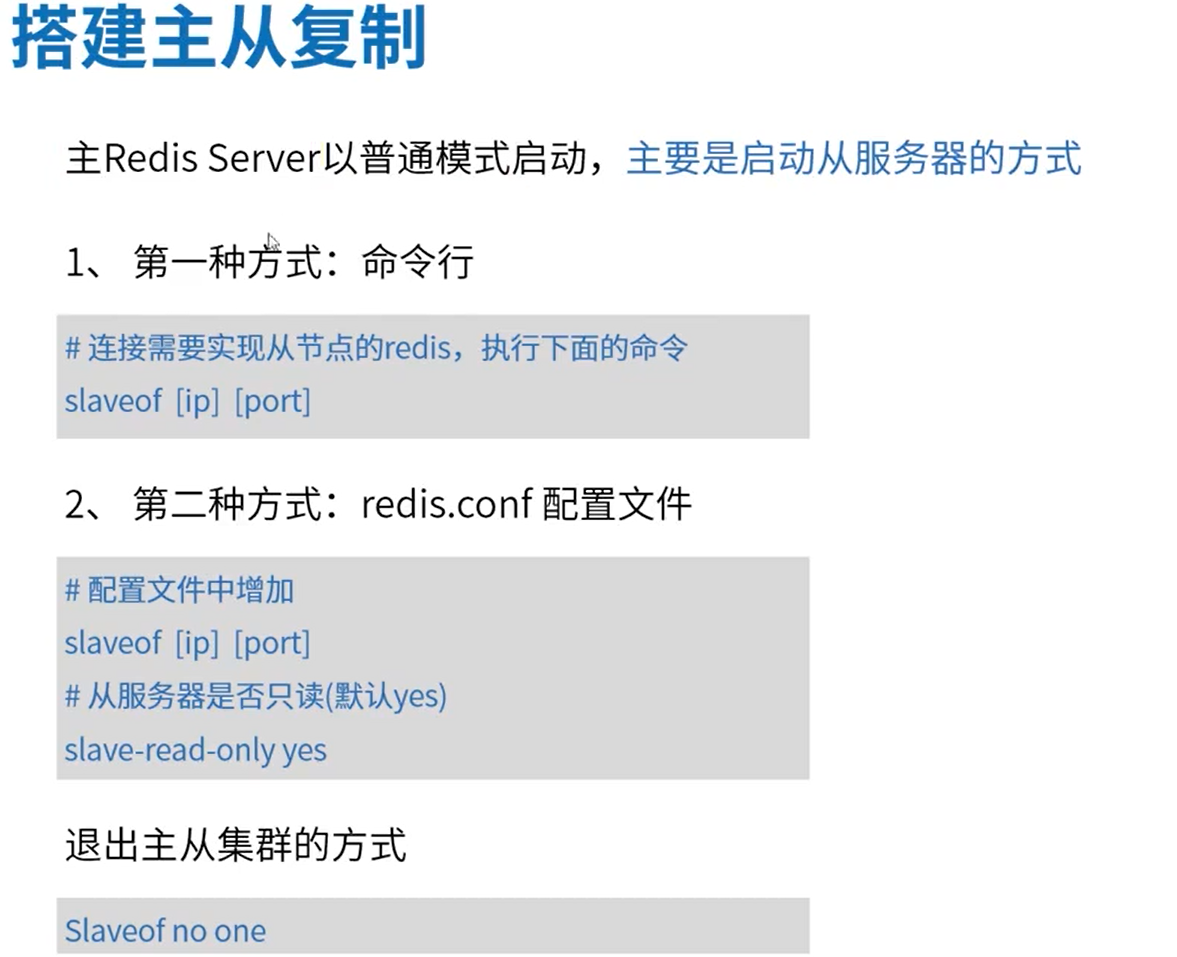 搭建主从复制
主Redis Server以普通模式启动，主要是启动从服务器的方式
1、 第一种方式：命令行
# 连接需要实现从节点的redis，执行下面的命令
slaveof [ip] [port]
2、 第二种方式：redis.conf 配置文件
# 配置文件中增加
slaveof [ip] [port]
# 从服务器是否只读(默认yes)
slave-read-only yes
退出主从集群的方式
Slaveof no one